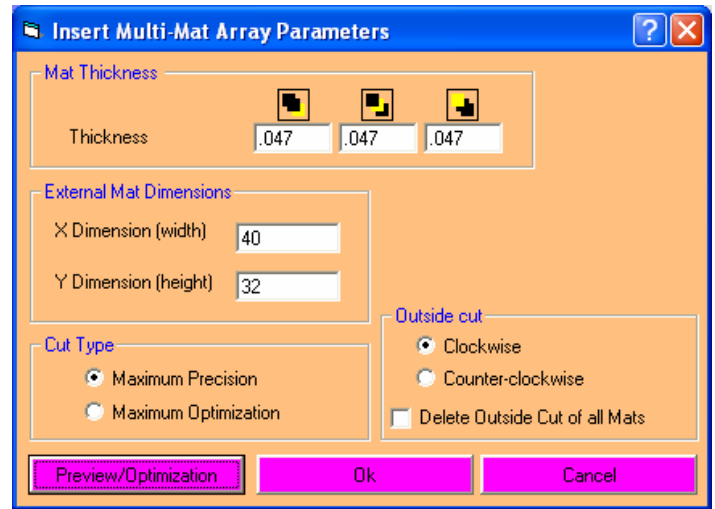 Insert Multi-Mat Array Parameters
Mat Thickness
Thickness .047 .047 .047
External Mat Dimensions
X Dimension (width) 40
Y Dimension (height) 32
Outside cut
Clockwise
Counter-clockwise
Delete Outside Cut of all Mats
Cut Type
Maximum Precision
Maximum Optimization
Preview/Optimization Ok Cancel